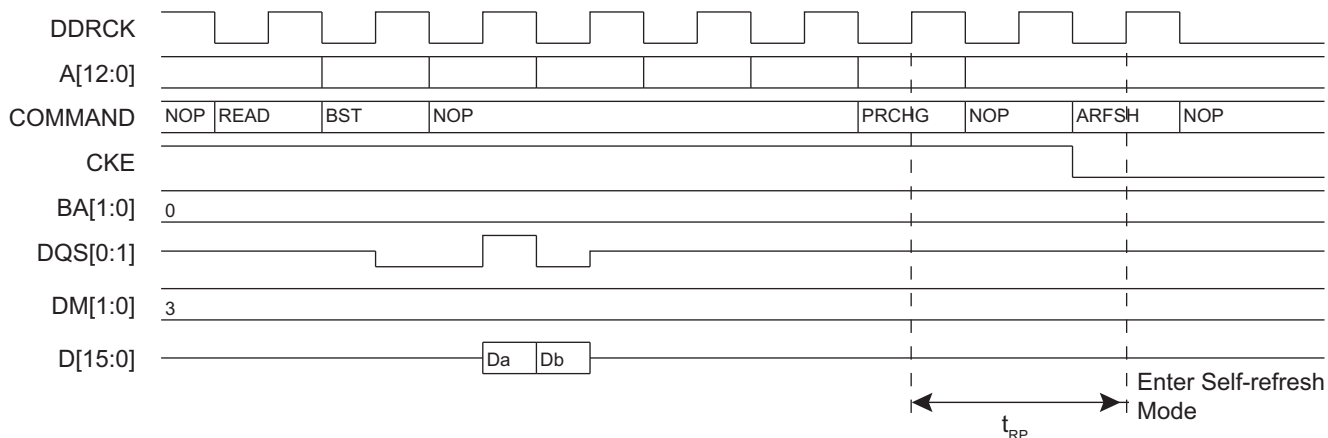 DDRCK
A[12:0]
COMMAND NOP READ BST NOP PRCHG NOP ARFSH NOP
CKE
BA[1:0] 0
DQS[0:1]
DM[1:0] 3
D[15:0] Da Db
Enter Self-refresh
Mode
tRP